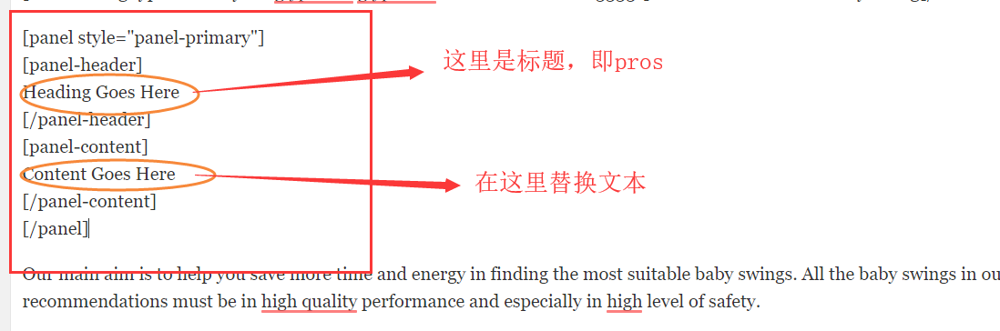 [panel style="panel-primary"]
[panel-header]
Heading Goes Here
[/panel-header]
[panel-content]
Content Goes Here
[/panel-content]
[/panel]
这里是标题，即pros
在这里替换文本
Our main aim is to help you save more time and energy in finding the most suitable baby swings. All the baby swings in ou
recommendations must be in high quality performance and especially in high level of safety.